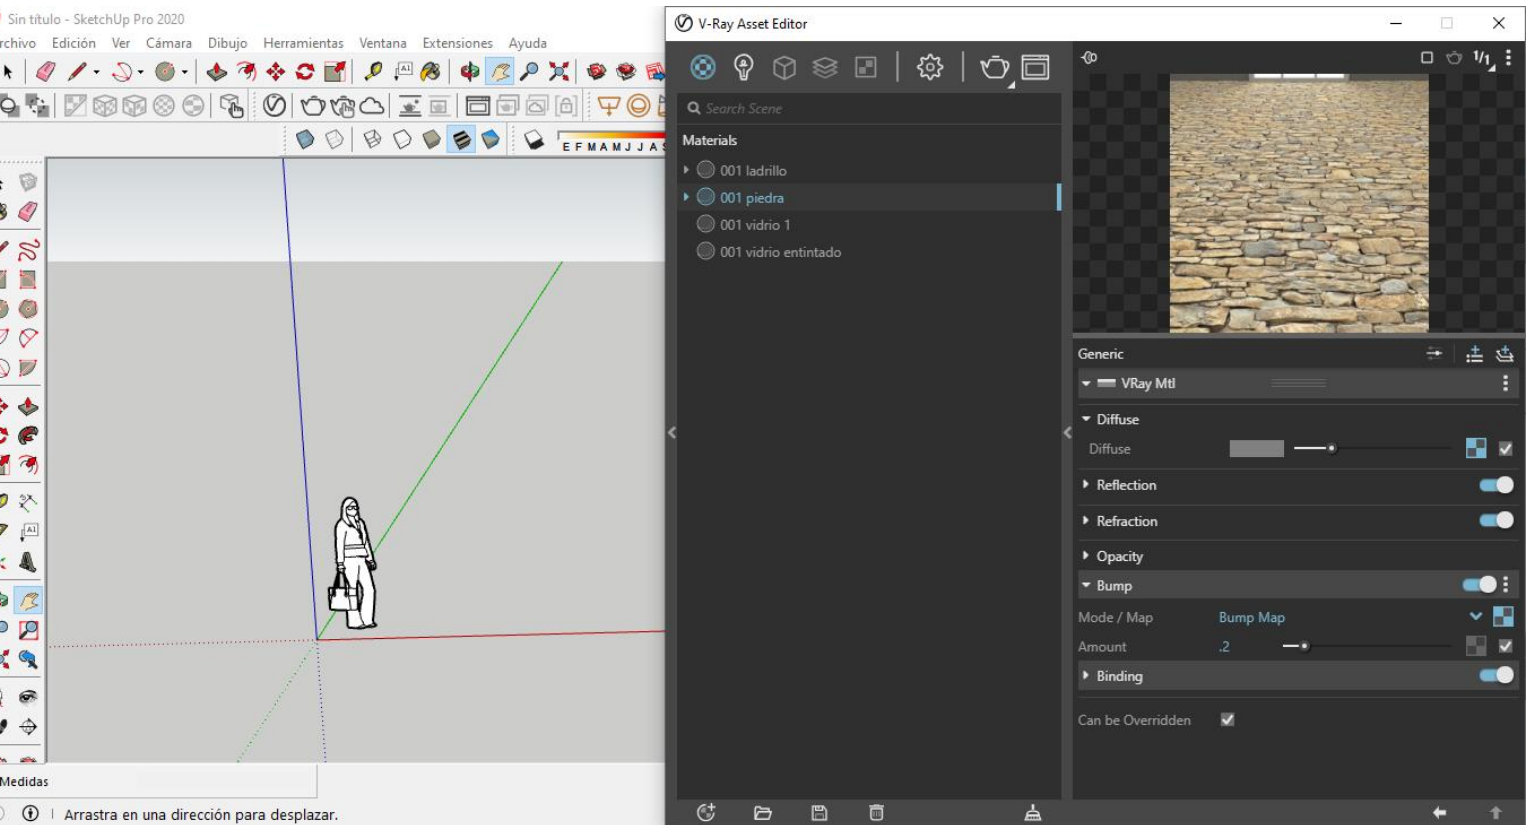 Sin título - SketchUp Pro 2020
rchivo Edición Ver Cámara Dibujo Herramientas Ventana Extensiones Ayuda
E F M A M J J A S
Medidas
Arrastra en una dirección para desplazar.
V-Ray Asset Editor
Search Scene
Materials
001 ladrillo
001 piedra
001 vidrio 1
001 vidrio entintado
1/1
Generic
VRay Mtl
Diffuse
Diffuse
Reflection
Refraction
Opacity
Bump
Mode / Map Bump Map
Amount .2
Binding
Can be Overridden